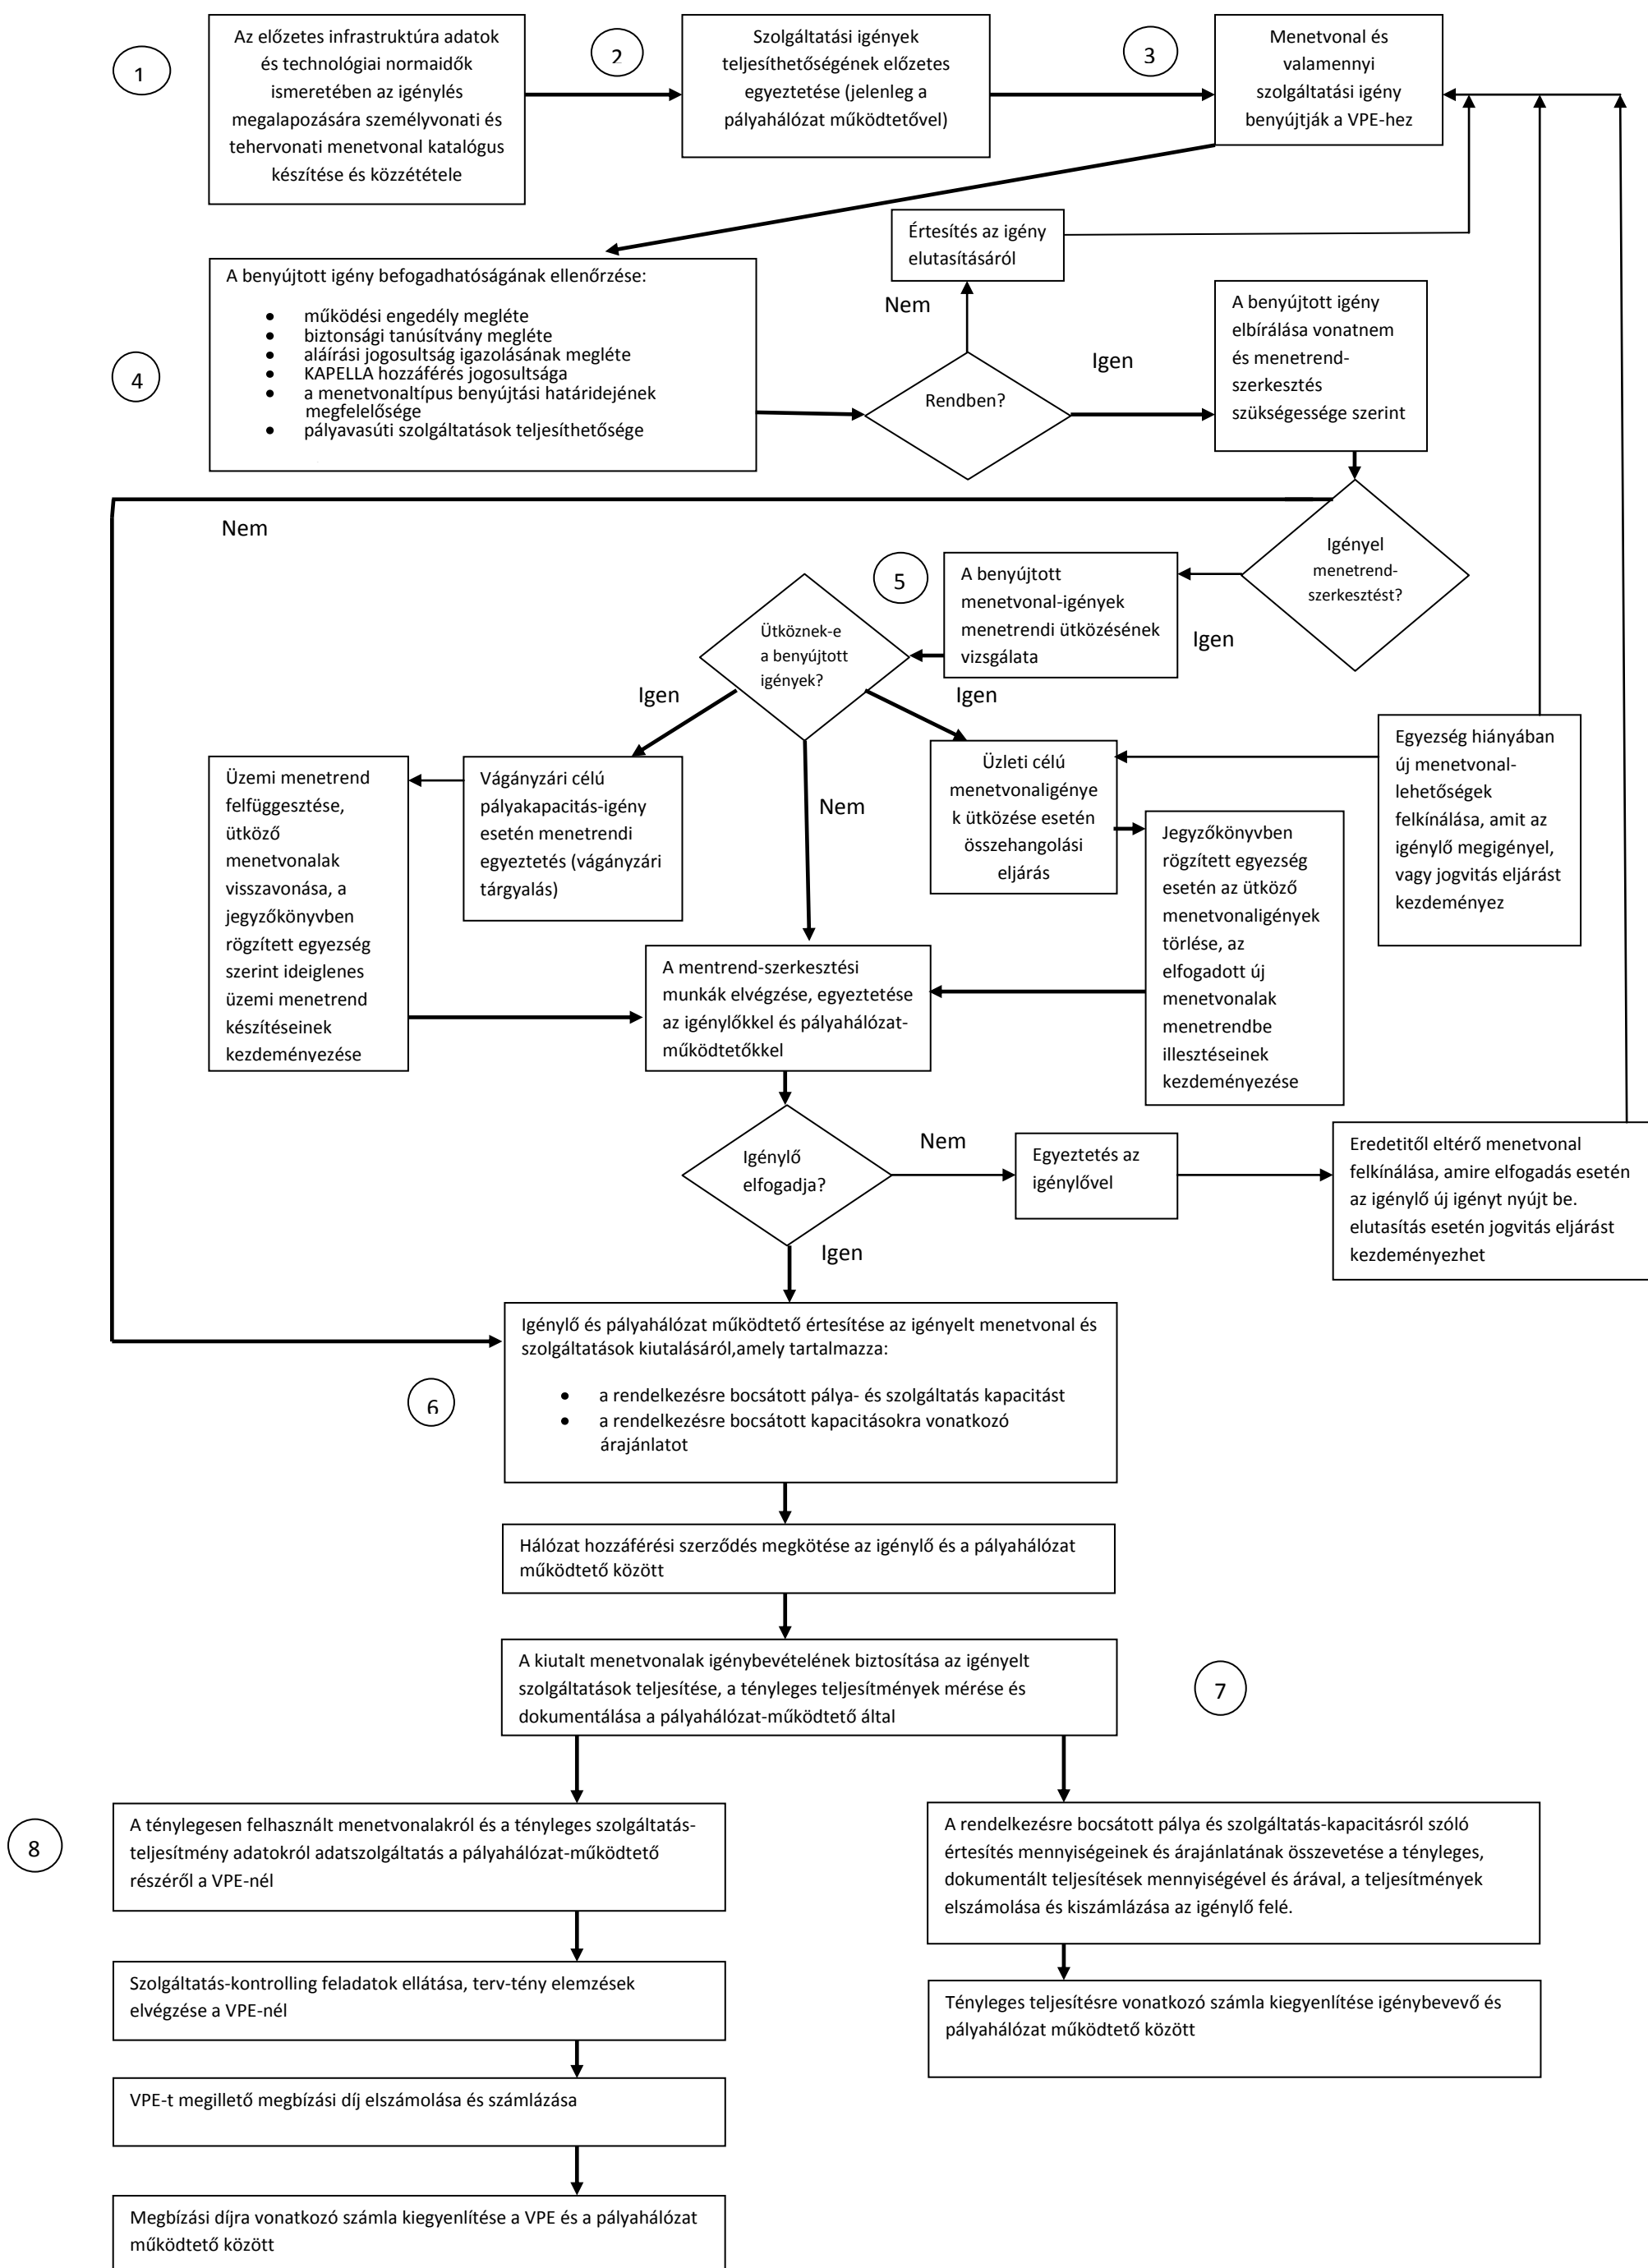 1
Az előzetes infrastruktúra adatok
és technológiai normaidők
ismeretében az igénylés
megalapozására személyvonati és
tehervonati menetvonal katalógus
készítése és közzététele
2
Szolgáltatási igények
teljesíthetőségének előzetes
egyeztetése (jelenleg a
pályahálózat működtetővel)
3
Menetvonal és
valamennyi
szolgáltatási igény
benyújtják a VPE-hez
Értesítés az igény
elutasításáról
4
A benyújtott igény befogadhatóságának ellenőrzése:
• működési engedély megléte
• biztonsági tanúsítvány megléte
• aláírási jogosultság igazolásának megléte
• KAPELLA hozzáférés jogosultsága
• a menetvonaltípus benyújtási határidejének
megfelelősége
• pályavasúti szolgáltatások teljesíthetősége
Nem
Rendben?
Igen
A benyújtott igény
elbírálása vonatnem
és menetrend-
szerkesztés
szükségessége szerint
Nem
Igényel
menetrend-
szerkesztést?
Igen
5
A benyújtott
menetvonal-igények
menetrendi ütközésének
vizsgálata
Ütköznek-e
a benyújtott
igények?
Igen
Igen
Nem
Üzemi menetrend
felfüggesztése,
ütköző
menetvonalak
visszavonása, a
jegyzőkönyvben
rögzített egyezség
szerint ideiglenes
üzemi menetrend
készítéseinek
kezdeményezése
Vágányzári célú
pályakapacitás-igény
esetén menetrendi
egyeztetés (vágányzári
tárgyalás)
Üzleti célú
menetvonaligénye
k ütközése esetén
összehangolási
eljárás
Jegyzőkönyvben
rögzített egyezség
esetén az ütköző
menetvonaligények
törlése, az
elfogadott új
menetvonalak
menetrendbe
illesztéseinek
kezdeményezése
Egyezség hiányában
új menetvonal-
lehetőségek
felkínálása, amit az
igénylő megigényel,
vagy jogvitás eljárást
kezdeményez
A mentrend-szerkesztési
munkák elvégzése, egyeztetése
az igénylőkkel és pályahálózat-
működtetőkkel
Igénylő
elfogadja?
Nem
Egyeztetés az
igénylővel
Eredetitől eltérő menetvonal
felkínálása, amire elfogadás esetén
az igénylő új igényt nyújt be.
elutasítás esetén jogvitás eljárást
kezdeményezhet
Igen
6
Igénylő és pályahálózat működtető értesítése az igényelt menetvonal és
szolgáltatások kiutalásáról,amely tartalmazza:
• a rendelkezésre bocsátott pálya- és szolgáltatás kapacitást
• a rendelkezésre bocsátott kapacitásokra vonatkozó
árajánlatot
Hálózat hozzáférési szerződés megkötése az igénylő és a pályahálózat
működtető között
7
A kiutalt menetvonalak igénybevételének biztosítása az igényelt
szolgáltatások teljesítése, a tényleges teljesítmények mérése és
dokumentálása a pályahálózat-működtető által
8
A ténylegesen felhasznált menetvonalakról és a tényleges szolgáltatás-
teljesítmény adatokról adatszolgáltatás a pályahálózat-működtető
részéről a VPE-nél
Szolgáltatás-kontrolling feladatok ellátása, terv-tény elemzések
elvégzése a VPE-nél
VPE-t megillető megbízási díj elszámolása és számlázása
Megbízási díjra vonatkozó számla kiegyenlítése a VPE és a pályahálózat
működtető között
A rendelkezésre bocsátott pálya és szolgáltatás-kapacitásról szóló
értesítés mennyiségeinek és árajánlatának összevetése a tényleges,
dokumentált teljesítések mennyiségével és árával, a teljesítmények
elszámolása és kiszámlázása az igénylő felé.
Tényleges teljesítésre vonatkozó számla kiegyenlítése igénybevevő és
pályahálózat működtető között